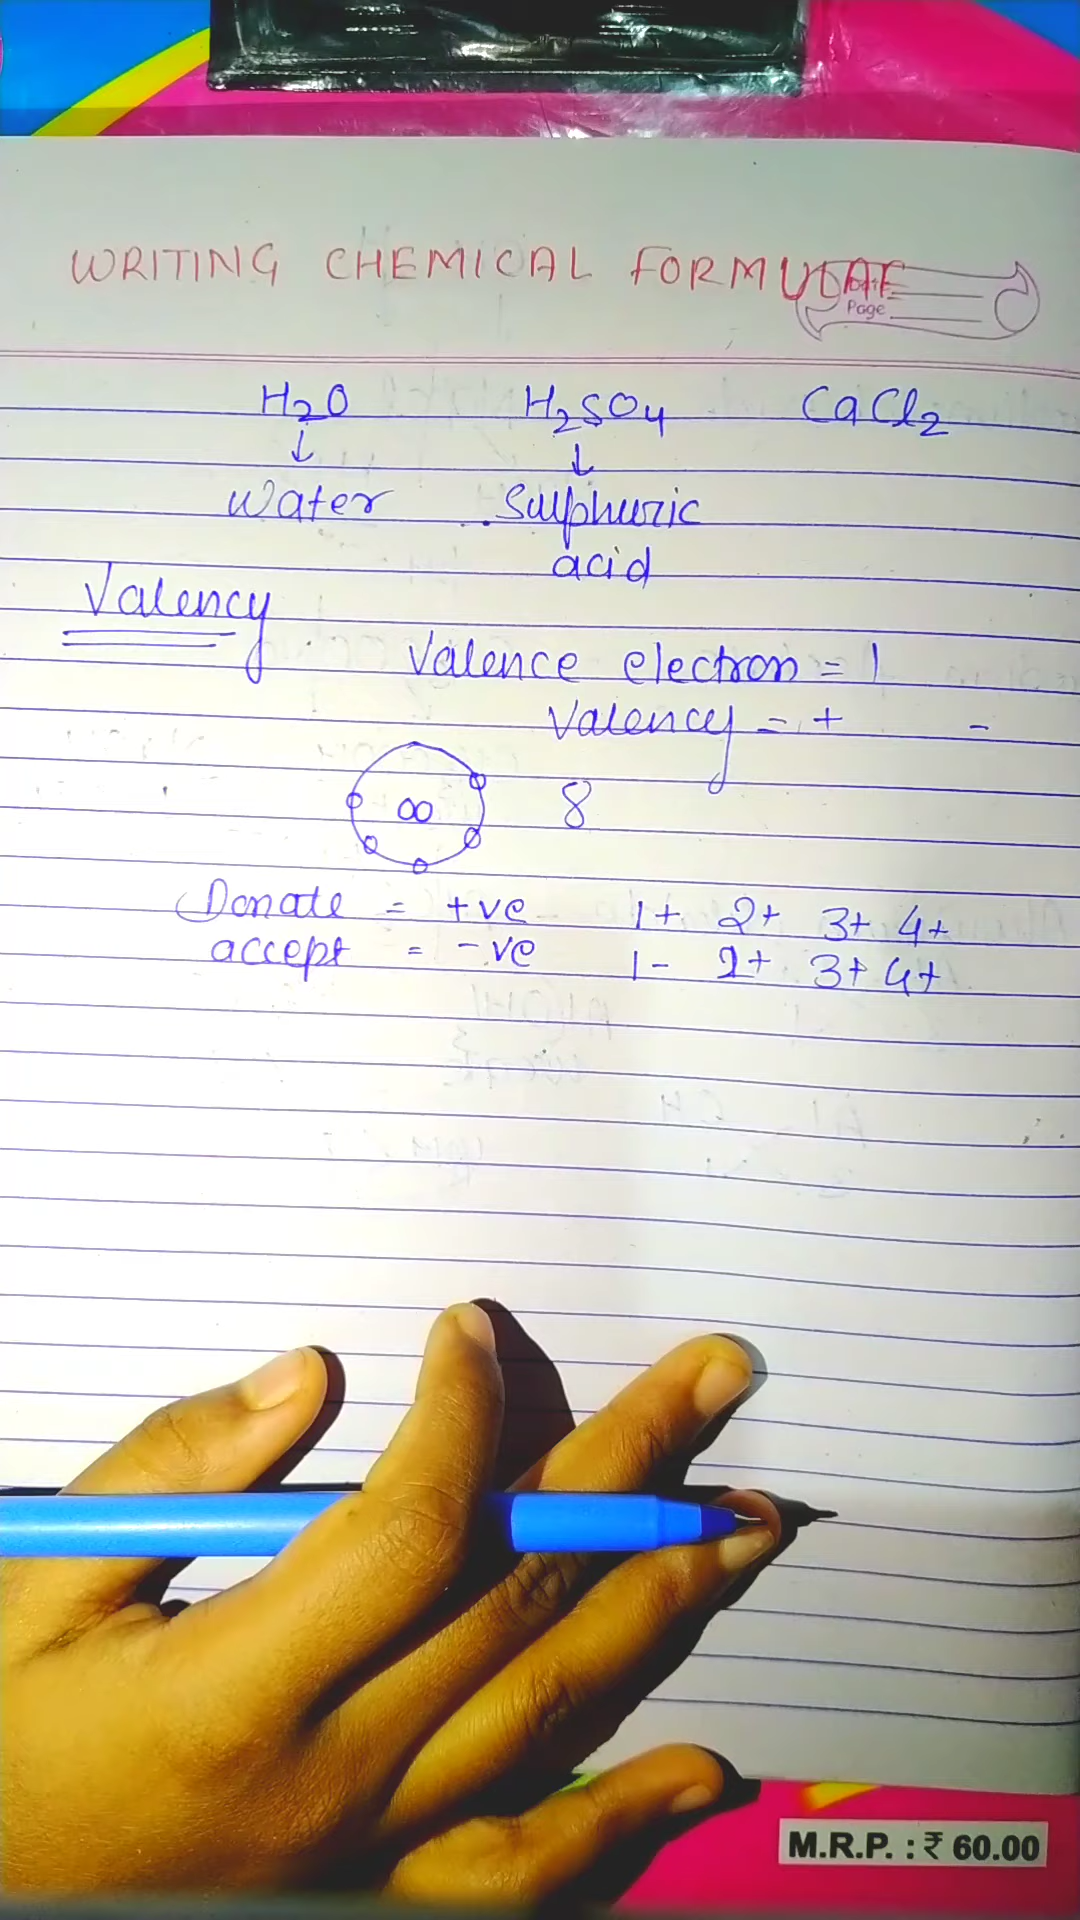 WRITING CHEMICAL FORMULAE
Page
H2O H2SO4 CaCl2
↓ ↓
Water Sulphuric
acid
Valency
Valence electron = 1
Valency = + -
8
Donate = +ve 1+ 2+ 3+ 4+
accept = -ve 1- 2+ 3+ 4+
M.R.P. : ₹ 60.00